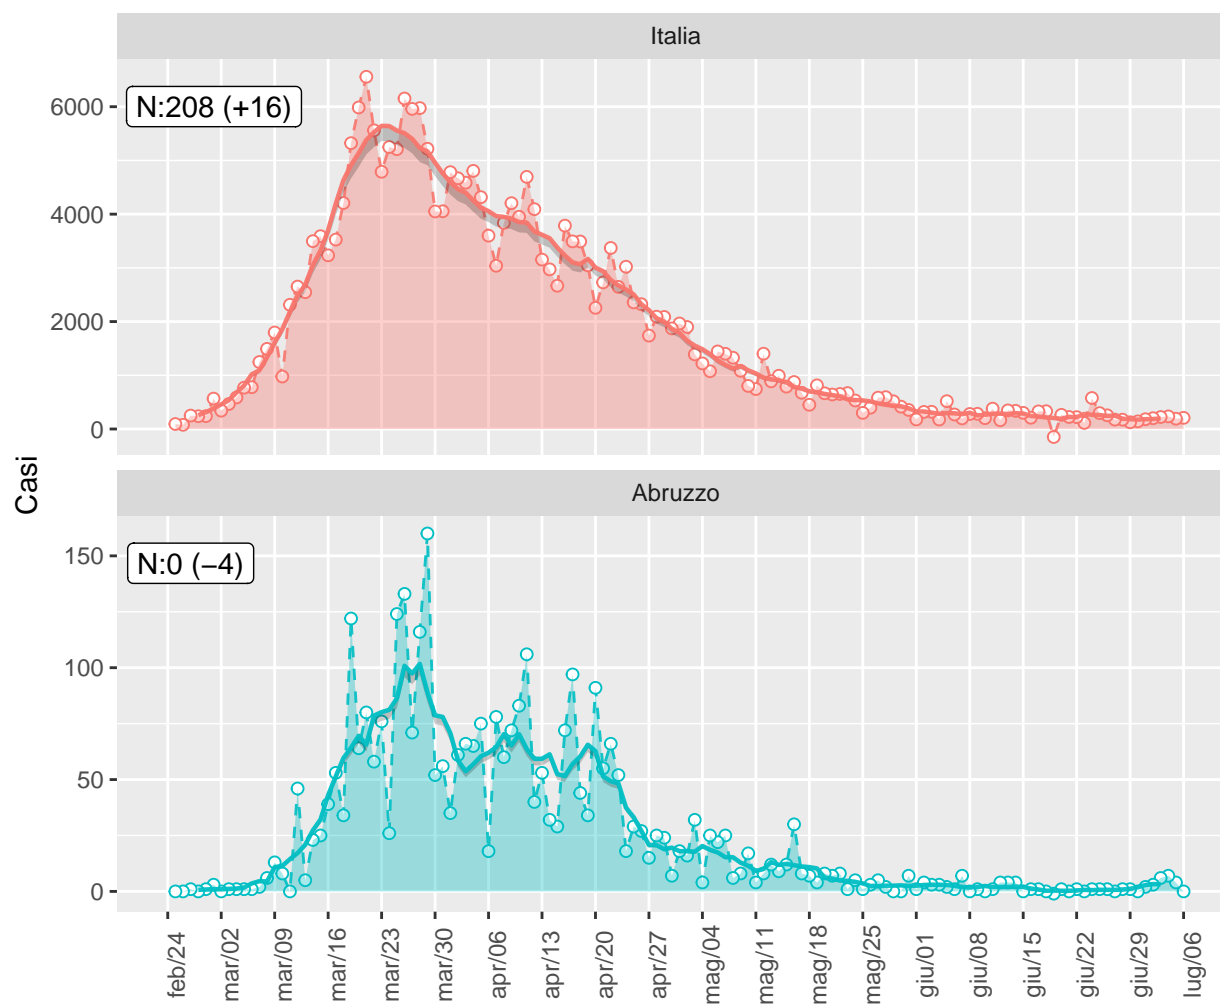 Italia
N:208 (+16)
6000
4000
2000
0
Casi
Abruzzo
N:0 (−4)
150
100
50
0
feb/24
mar/02
mar/09
mar/16
mar/23
mar/30
apr/06
apr/13
apr/20
apr/27
mag/04
mag/11
mag/18
mag/25
giu/01
giu/08
giu/15
giu/22
giu/29
lug/06